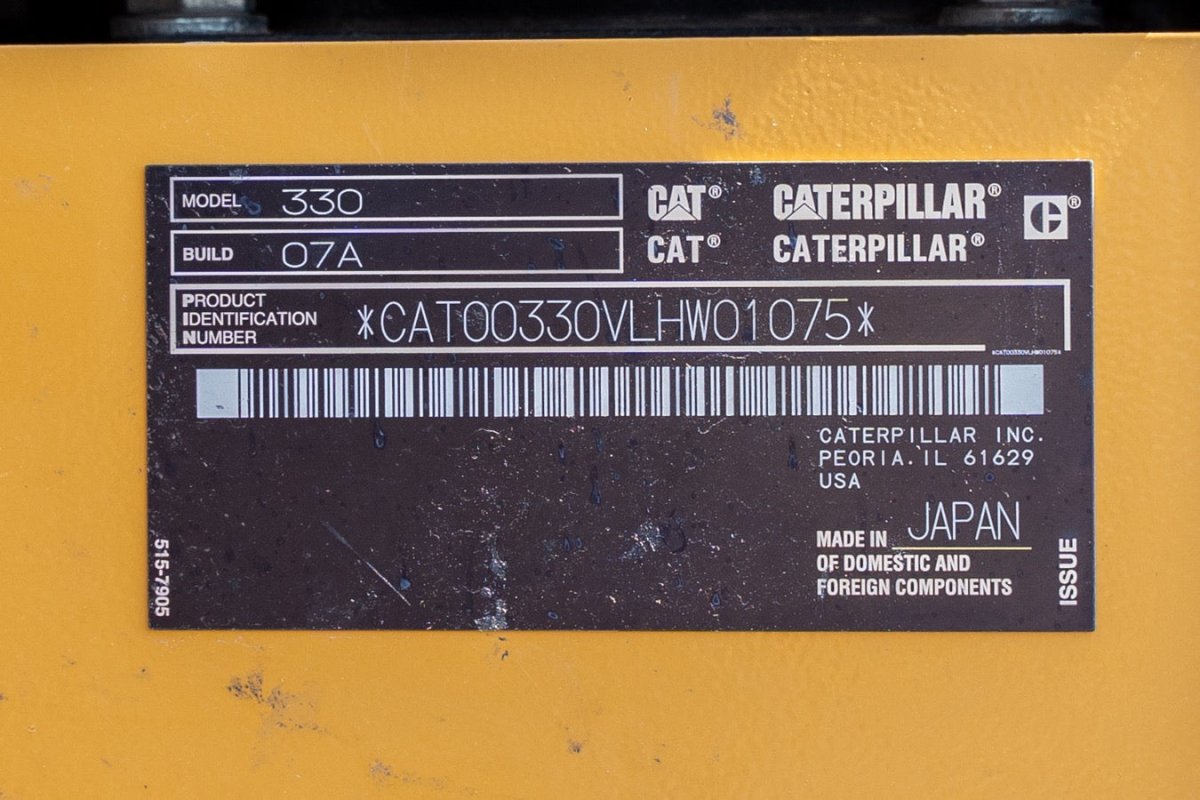 MODEL 330
CAT® CATERPILLAR®
C®
BUILD 07A
CAT® CATERPILLAR®
PRODUCT
IDENTIFICATION
NUMBER
*CAT00330VLHW01075*
*CAT00330VLHW01075*
CATERPILLAR INC.
PEORIA. IL 61629
USA
MADE IN JAPAN
OF DOMESTIC AND
FOREIGN COMPONENTS
515-7905
ISSUE